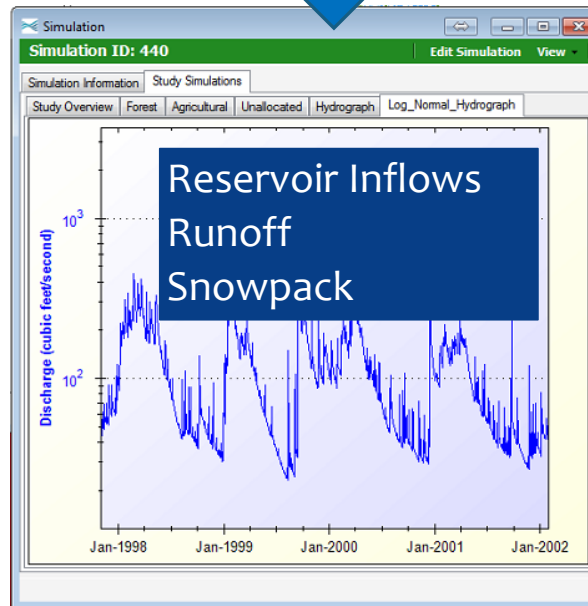 Simulation
Simulation ID: 440
Edit Simulation View
Simulation Information Study Simulations
Study Overview Forest Agricultural Unallocated Hydrograph Log_Normal_Hydrograph
Reservoir Inflows
Runoff
Snowpack
Discharge (cubic feet/second)
10³
10²
Jan-1998 Jan-1999 Jan-2000 Jan-2001 Jan-2002